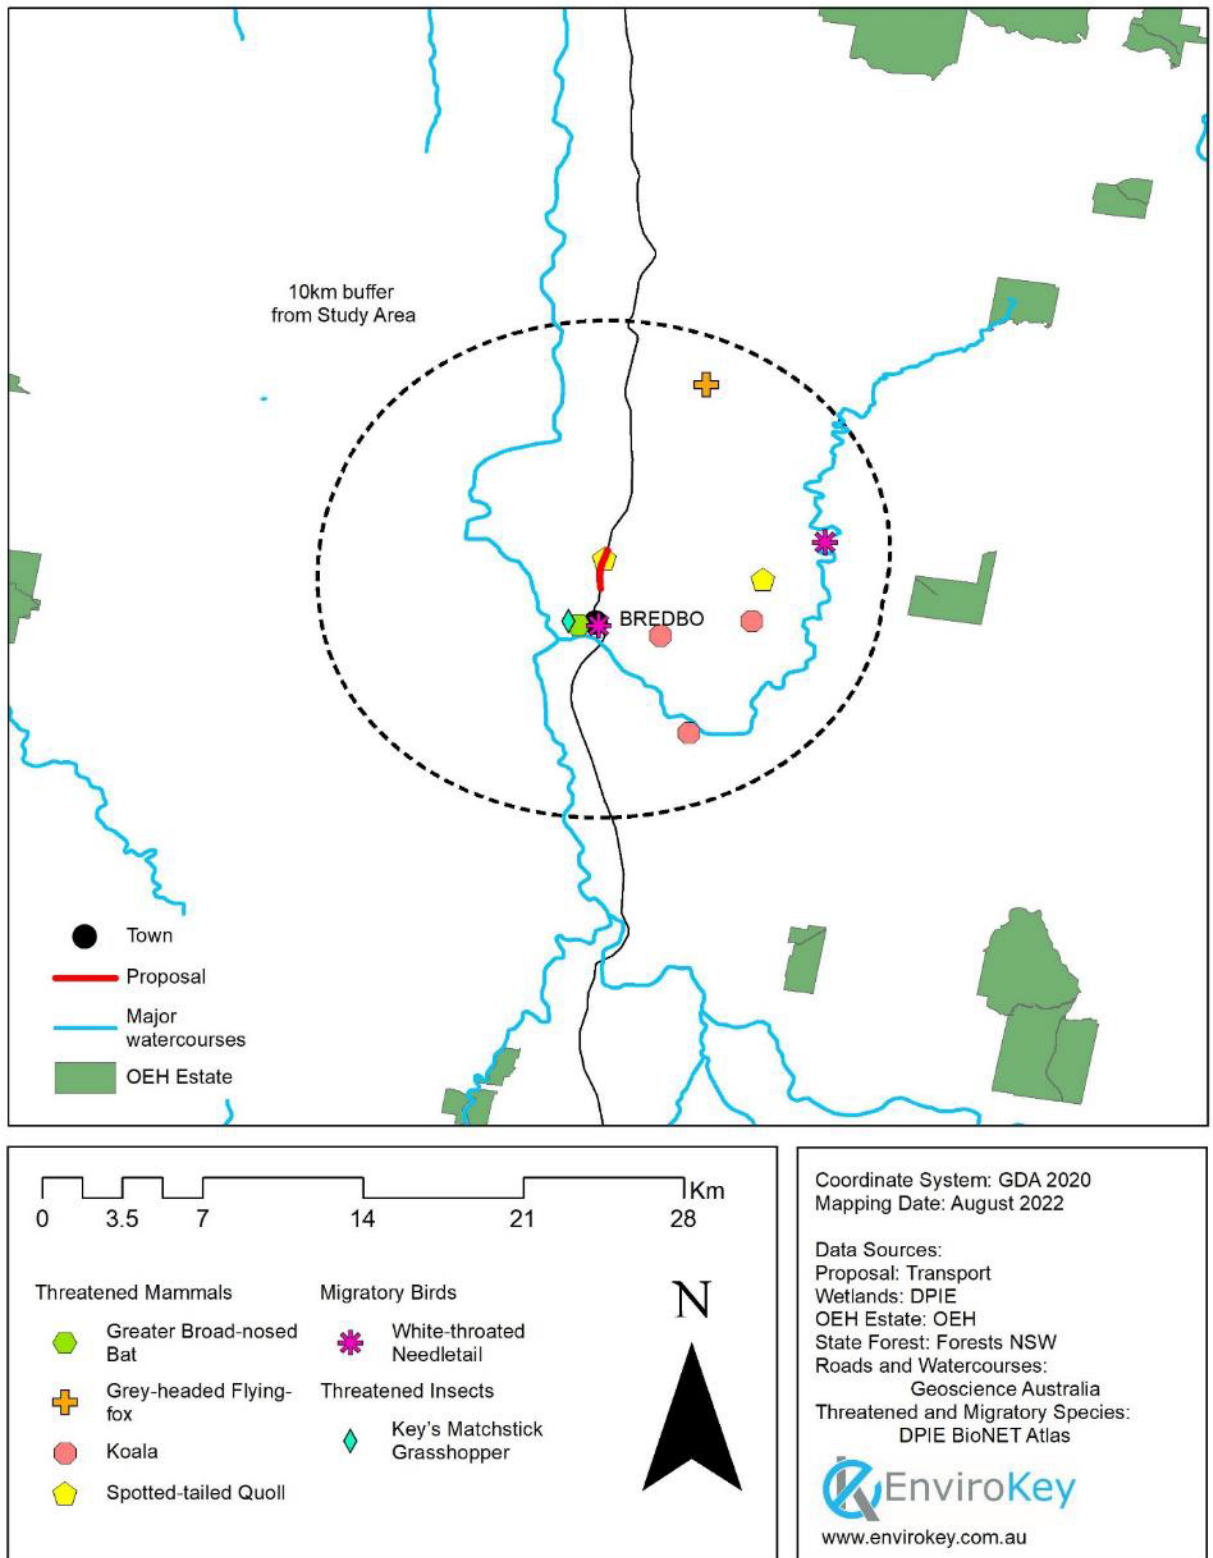 10km buffer
from Study Area
BREDBO
Town
Proposal
Major
watercourses
OEH Estate
Km
0 3.5 7 14 21 28
Threatened Mammals
Greater Broad-nosed
Bat
Grey-headed Flying-
fox
Koala
Spotted-tailed Quoll
Migratory Birds
White-throated
Needletail
Threatened Insects
Key's Matchstick
Grasshopper
N
Coordinate System: GDA 2020
Mapping Date: August 2022
Data Sources:
Proposal: Transport
Wetlands: DPIE
OEH Estate: OEH
State Forest: Forests NSW
Roads and Watercourses:
Geoscience Australia
Threatened and Migratory Species:
DPIE BioNET Atlas
EnviroKey
www.envirokey.com.au